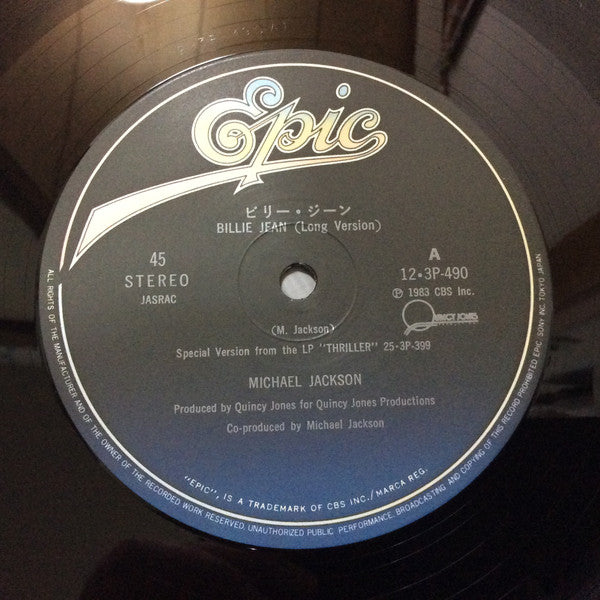 Epic
ビリー・ジーン
BILLIE JEAN (Long Version)
45
STEREO
JASRAC
A
12・3P-490
Ⓟ 1983 CBS Inc.
QUINCY JONES
(M. Jackson)
Special Version from the LP "THRILLER" 25-3P-399
MICHAEL JACKSON
Produced by Quincy Jones for Quincy Jones Productions
Co-produced by Michael Jackson
"EPIC", IS A TRADEMARK OF CBS INC./MARCA REG.
ALL RIGHTS OF THE MANUFACTURER AND OF THE OWNER OF THE RECORDED WORK RESERVED. UNAUTHORIZED PUBLIC PERFORMANCE, BROADCASTING AND COPYING OF THIS RECORD PROHIBITED EPIC SONY INC. TOKYO JAPAN